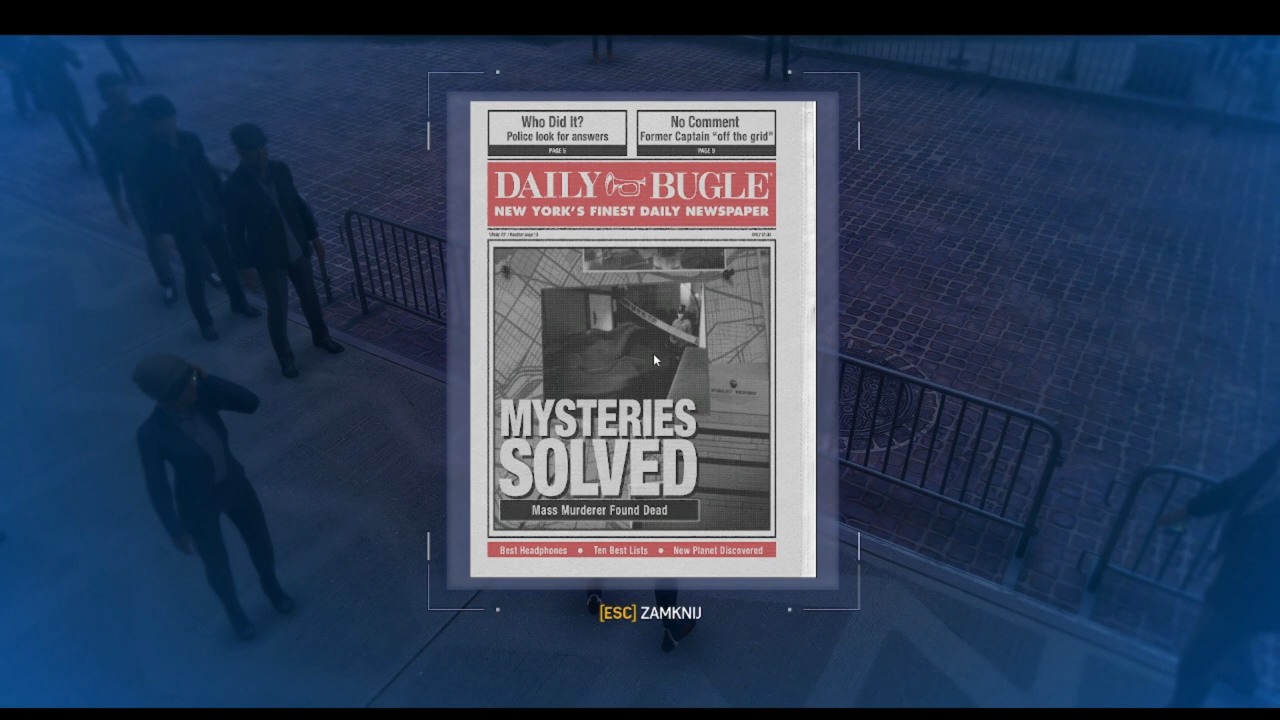 Who Did It?
Police look for answers
PAGE 5
No Comment
Former Captain "off the grid"
PAGE 9
DAILY BUGLE
NEW YORK'S FINEST DAILY NEWSPAPER
MYSTERIES
SOLVED
Mass Murderer Found Dead
Best Headphones • Ten Best Lists • New Planet Discovered
[ESC] ZAMKNIJ